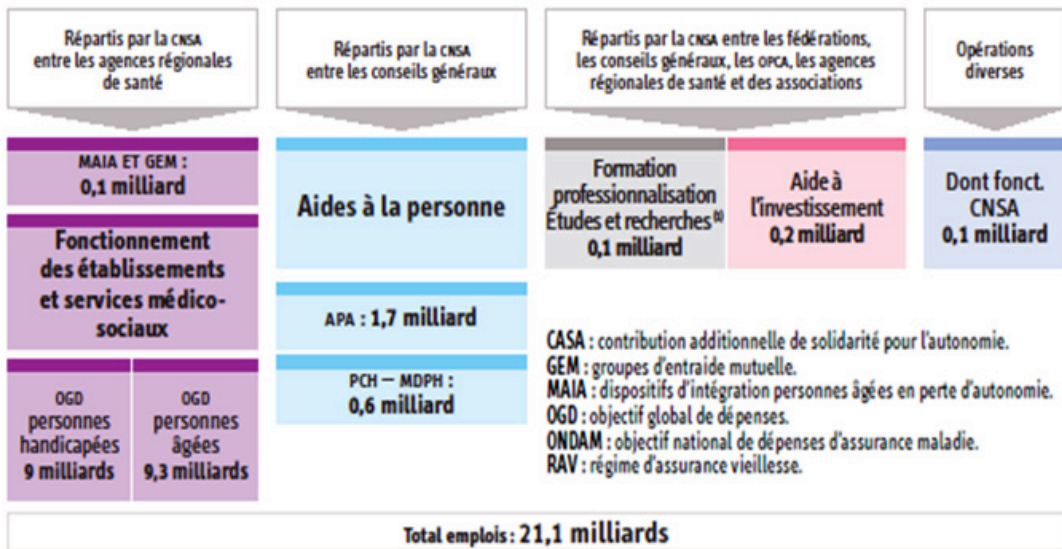 Répartis par la CNSA
entre les agences régionales
de santé
Répartis par la CNSA
entre les conseils généraux
Répartis par la CNSA entre les fédérations,
les conseils généraux, les OPCA, les agences
régionales de santé et des associations
Opérations
diverses
MAIA ET GEM :
0,1 milliard
Fonctionnement
des établissements
et services médico-
sociaux
OGD
personnes
handicapées
9 milliards
OGD
personnes
âgées
9,3 milliards
Aides à la personne
APA : 1,7 milliard
PCH – MDPH :
0,6 milliard
Formation
professionnalisation
Études et recherches
0,1 milliard
Aide à
l'investissement
0,2 milliard
Dont fonct.
CNSA
0,1 milliard
CASA : contribution additionnelle de solidarité pour l'autonomie.
GEM : groupes d'entraide mutuelle.
MAIA : dispositifs d'intégration personnes âgées en perte d'autonomie.
OGD : objectif global de dépenses.
ONDAM : objectif national de dépenses d'assurance maladie.
RAV : régime d'assurance vieillesse.
Total emplois : 21,1 milliards